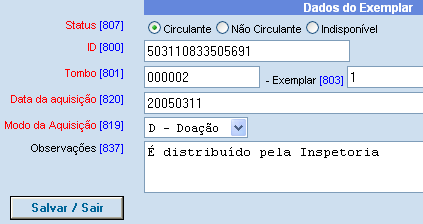 Dados do Exemplar
Status [807] Circulante Não Circulante Indisponível
ID [800] 503110833505691
Tombo [801] 000002 - Exemplar [803] 1
Data da aquisição [820] 20050311
Modo da Aquisição [819] D - Doação
Observações [837] É distribuído pela Inspetoria
Salvar / Sair